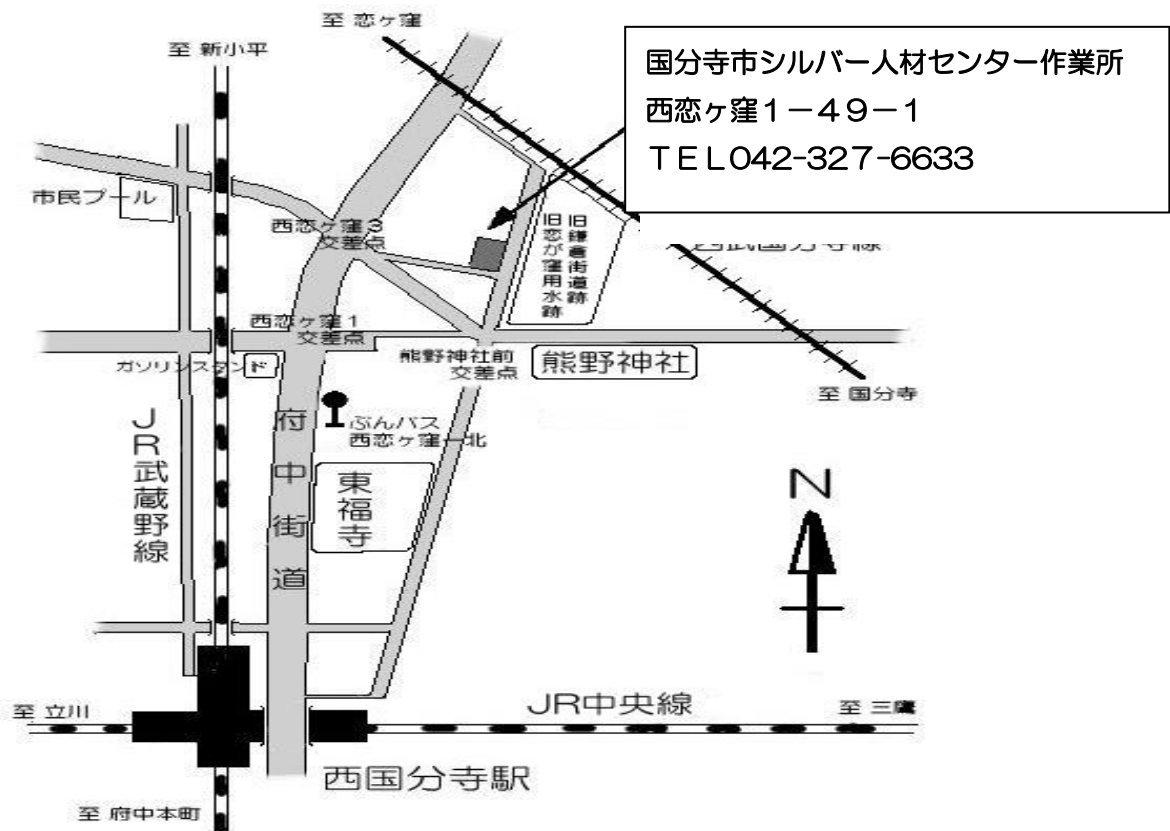 至 恋ヶ窪
至 新小平
国分寺市シルバー人材センター作業所
西恋ヶ窪1－49－1
TEL042-327-6633
市民プール
西恋ヶ窪3
交差点
旧鎌倉街道跡
旧恋が窪用水跡
西武国分寺線
西恋ヶ窪1
交差点
ガソリンスタンド
熊野神社前
交差点
熊野神社
至 国分寺
JR武蔵野線
府中街道
ぶんバス
西恋ヶ窪一北
東福寺
N
JR中央線
至 立川
至 三鷹
西国分寺駅
至 府中本町